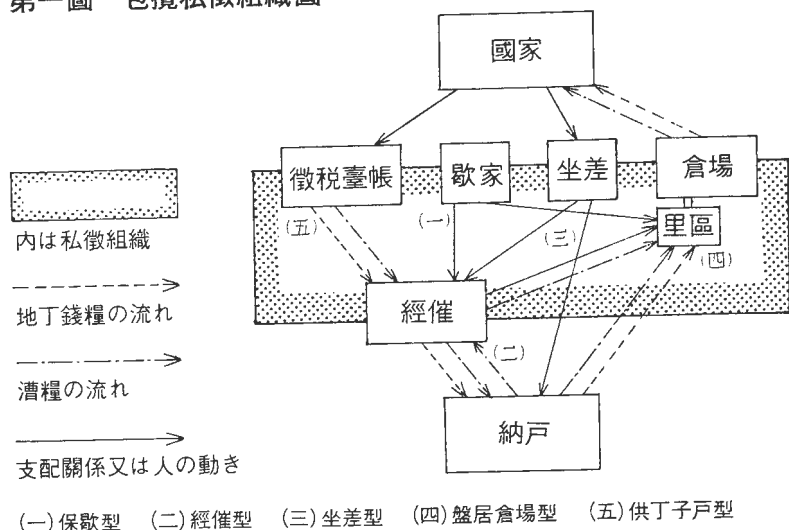 第一圖　包攬私徵組織圖
國家
徵税臺帳
歇家
坐差
倉場
里區
(一)
(三)
(四)
(五)
經催
(二)
納戸
内は私徵組織
地丁錢糧の流れ
漕糧の流れ
支配關係又は人の動き
(一)保歇型　(二)經催型　(三)坐差型　(四)盤居倉場型　(五)供丁子戸型